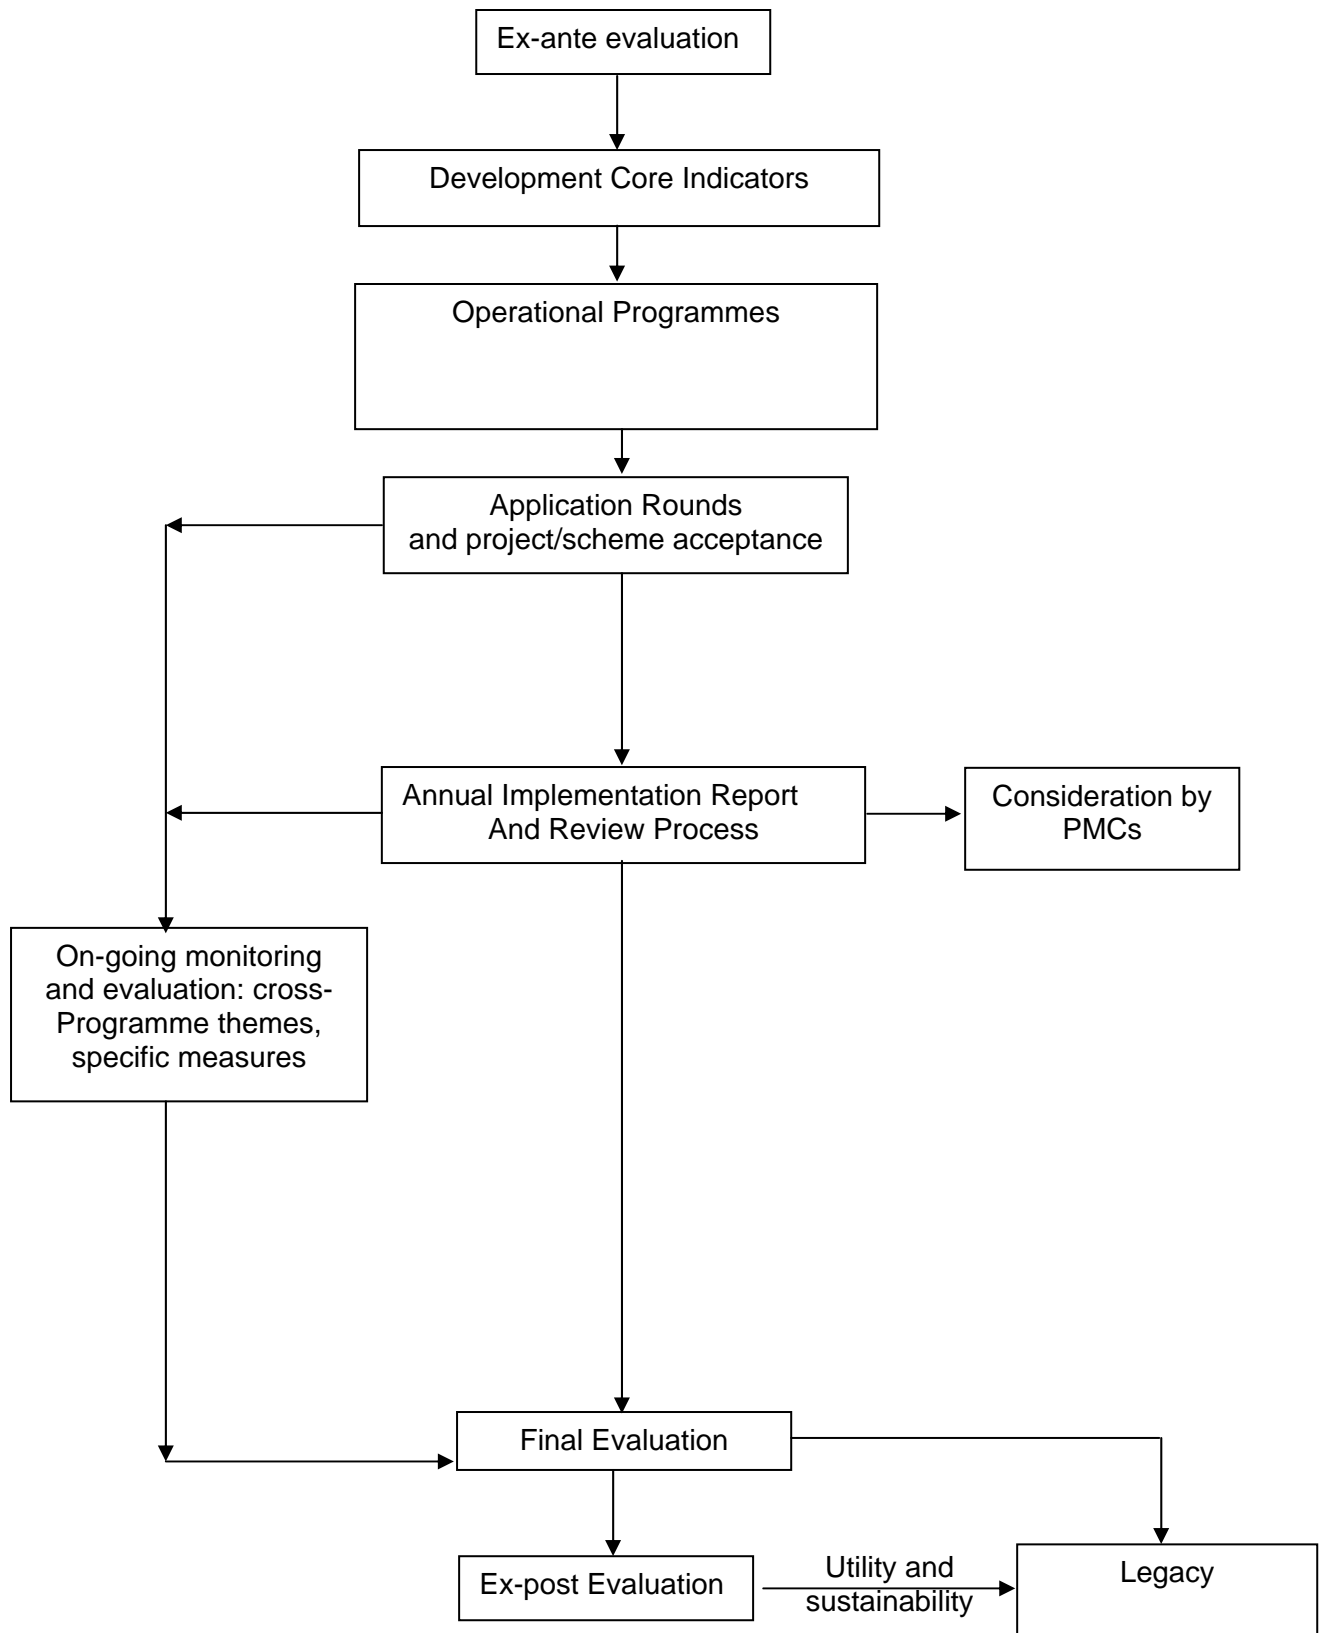 Ex-ante evaluation
Development Core Indicators
Operational Programmes
Application Rounds
and project/scheme acceptance
Annual Implementation Report
And Review Process
Consideration by
PMCs
On-going monitoring
and evaluation: cross-
Programme themes,
specific measures
Final Evaluation
Ex-post Evaluation
Utility and
sustainability
Legacy